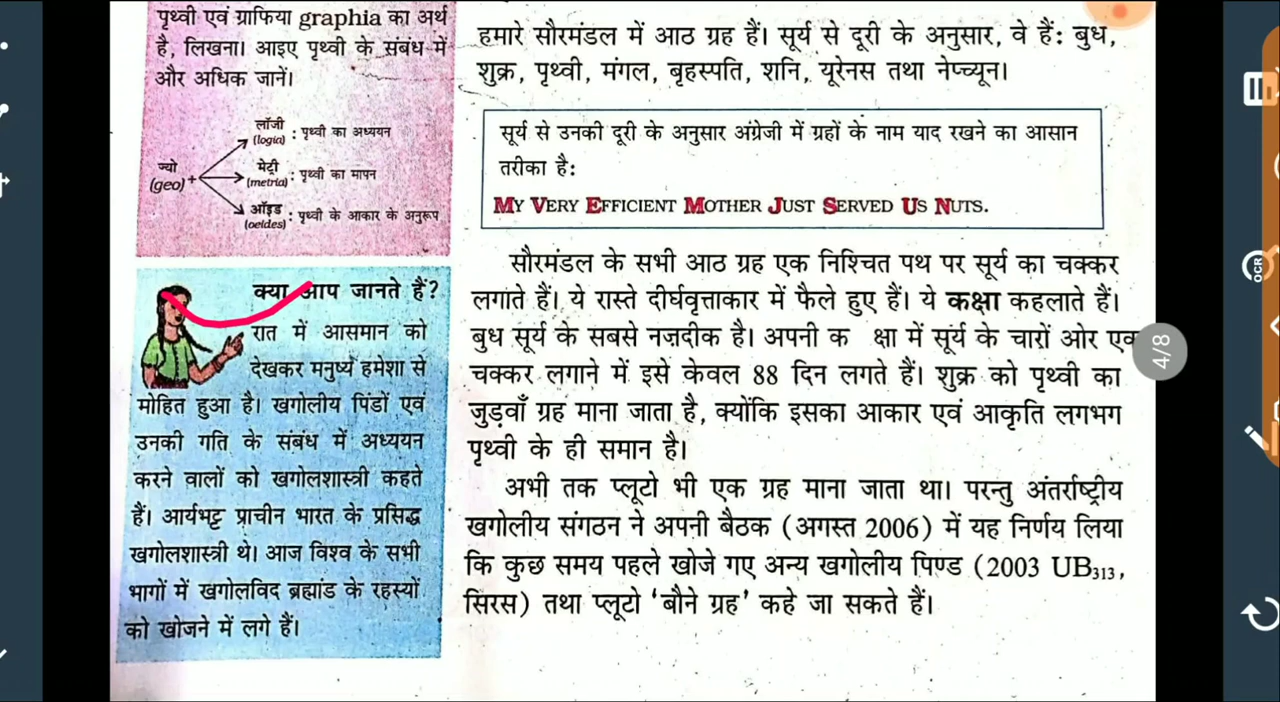 पृथ्वी एवं ग्राफिया graphia का अर्थ
है, लिखना। आइए पृथ्वी के संबंध में
और अधिक जानें।
ज्यो
(geo) +
लॉजी
(logia) : पृथ्वी का अध्ययन
मेट्री
(metria) : पृथ्वी का मापन
ऑइड
(oeides) : पृथ्वी के आकार के अनुरूप
क्या आप जानते हैं?
रात में आसमान को
देखकर मनुष्य हमेशा से
मोहित हुआ है। खगोलीय पिंडों एवं
उनकी गति के संबंध में अध्ययन
करने वालों को खगोलशास्त्री कहते
हैं। आर्यभट्ट प्राचीन भारत के प्रसिद्ध
खगोलशास्त्री थे। आज विश्व के सभी
भागों में खगोलविद ब्रह्मांड के रहस्यों
को खोजने में लगे हैं।
हमारे सौरमंडल में आठ ग्रह हैं। सूर्य से दूरी के अनुसार, वे हैं: बुध,
शुक्र, पृथ्वी, मंगल, बृहस्पति, शनि, यूरेनस तथा नेप्च्यून।
सूर्य से उनकी दूरी के अनुसार अंग्रेजी में ग्रहों के नाम याद रखने का आसान
तरीका है:
MY VERY EFFICIENT MOTHER JUST SERVED US NUTS.
सौरमंडल के सभी आठ ग्रह एक निश्चित पथ पर सूर्य का चक्कर
लगाते हैं। ये रास्ते दीर्घवृत्ताकार में फैले हुए हैं। ये कक्षा कहलाते हैं।
बुध सूर्य के सबसे नजदीक है। अपनी क क्षा में सूर्य के चारों ओर एक
चक्कर लगाने में इसे केवल 88 दिन लगते हैं। शुक्र को पृथ्वी का
जुड़वाँ ग्रह माना जाता है, क्योंकि इसका आकार एवं आकृति लगभग
पृथ्वी के ही समान है।
अभी तक प्लूटो भी एक ग्रह माना जाता था। परन्तु अंतर्राष्ट्रीय
खगोलीय संगठन ने अपनी बैठक (अगस्त 2006) में यह निर्णय लिया
कि कुछ समय पहले खोजे गए अन्य खगोलीय पिण्ड (2003 UB₃₁₃,
सिरस) तथा प्लूटो ‘बौने ग्रह’ कहे जा सकते हैं।
4/8
OCR